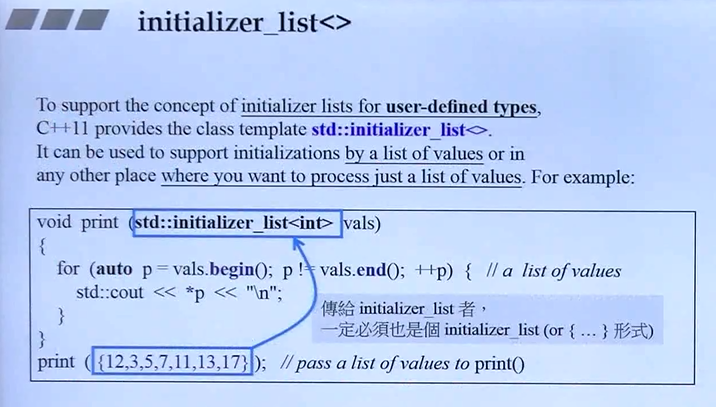 initializer_list<>
To support the concept of initializer lists for user-defined types,
C++11 provides the class template std::initializer_list<>.
It can be used to support initializations by a list of values or in
any other place where you want to process just a list of values. For example:
void print (std::initializer_list<int> vals)
{
for (auto p = vals.begin(); p != vals.end(); ++p) { // a list of values
std::cout << *p << "\n";
}
}
傳給 initializer_list 者，
一定必須也是個 initializer_list (or { … } 形式)
print ({12,3,5,7,11,13,17}); // pass a list of values to print()